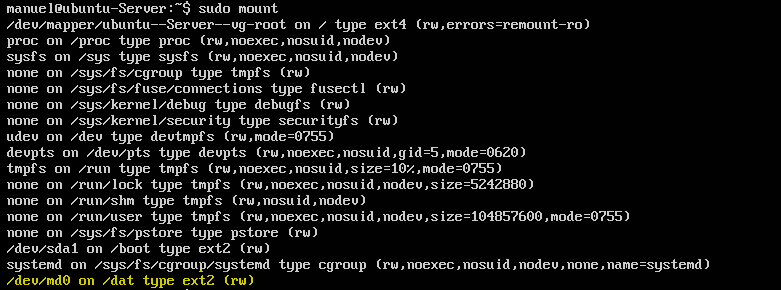 manuel@ubuntu-Server:~$ sudo mount
/dev/mapper/ubuntu--Server--vg-root on / type ext4 (rw,errors=remount-ro)
proc on /proc type proc (rw,noexec,nosuid,nodev)
sysfs on /sys type sysfs (rw,noexec,nosuid,nodev)
none on /sys/fs/cgroup type tmpfs (rw)
none on /sys/fs/fuse/connections type fusectl (rw)
none on /sys/kernel/debug type debugfs (rw)
none on /sys/kernel/security type securityfs (rw)
udev on /dev type devtmpfs (rw,mode=0755)
devpts on /dev/pts type devpts (rw,noexec,nosuid,gid=5,mode=0620)
tmpfs on /run type tmpfs (rw,noexec,nosuid,size=10%,mode=0755)
none on /run/lock type tmpfs (rw,noexec,nosuid,nodev,size=5242880)
none on /run/shm type tmpfs (rw,nosuid,nodev)
none on /run/user type tmpfs (rw,noexec,nosuid,nodev,size=104857600,mode=0755)
none on /sys/fs/pstore type pstore (rw)
/dev/sda1 on /boot type ext2 (rw)
systemd on /sys/fs/cgroup/systemd type cgroup (rw,noexec,nosuid,nodev,none,name=systemd)
/dev/md0 on /dat type ext2 (rw)